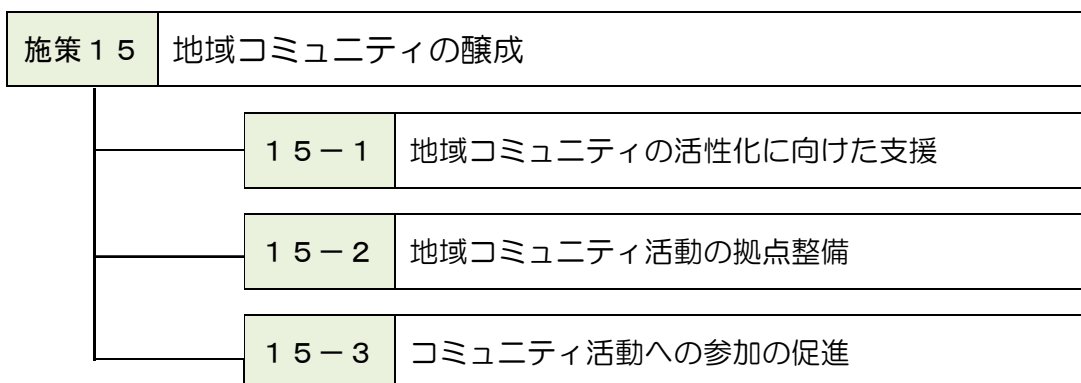 施策１５ 地域コミュニティの醸成
１５－１ 地域コミュニティの活性化に向けた支援
１５－２ 地域コミュニティ活動の拠点整備
１５－３ コミュニティ活動への参加の促進